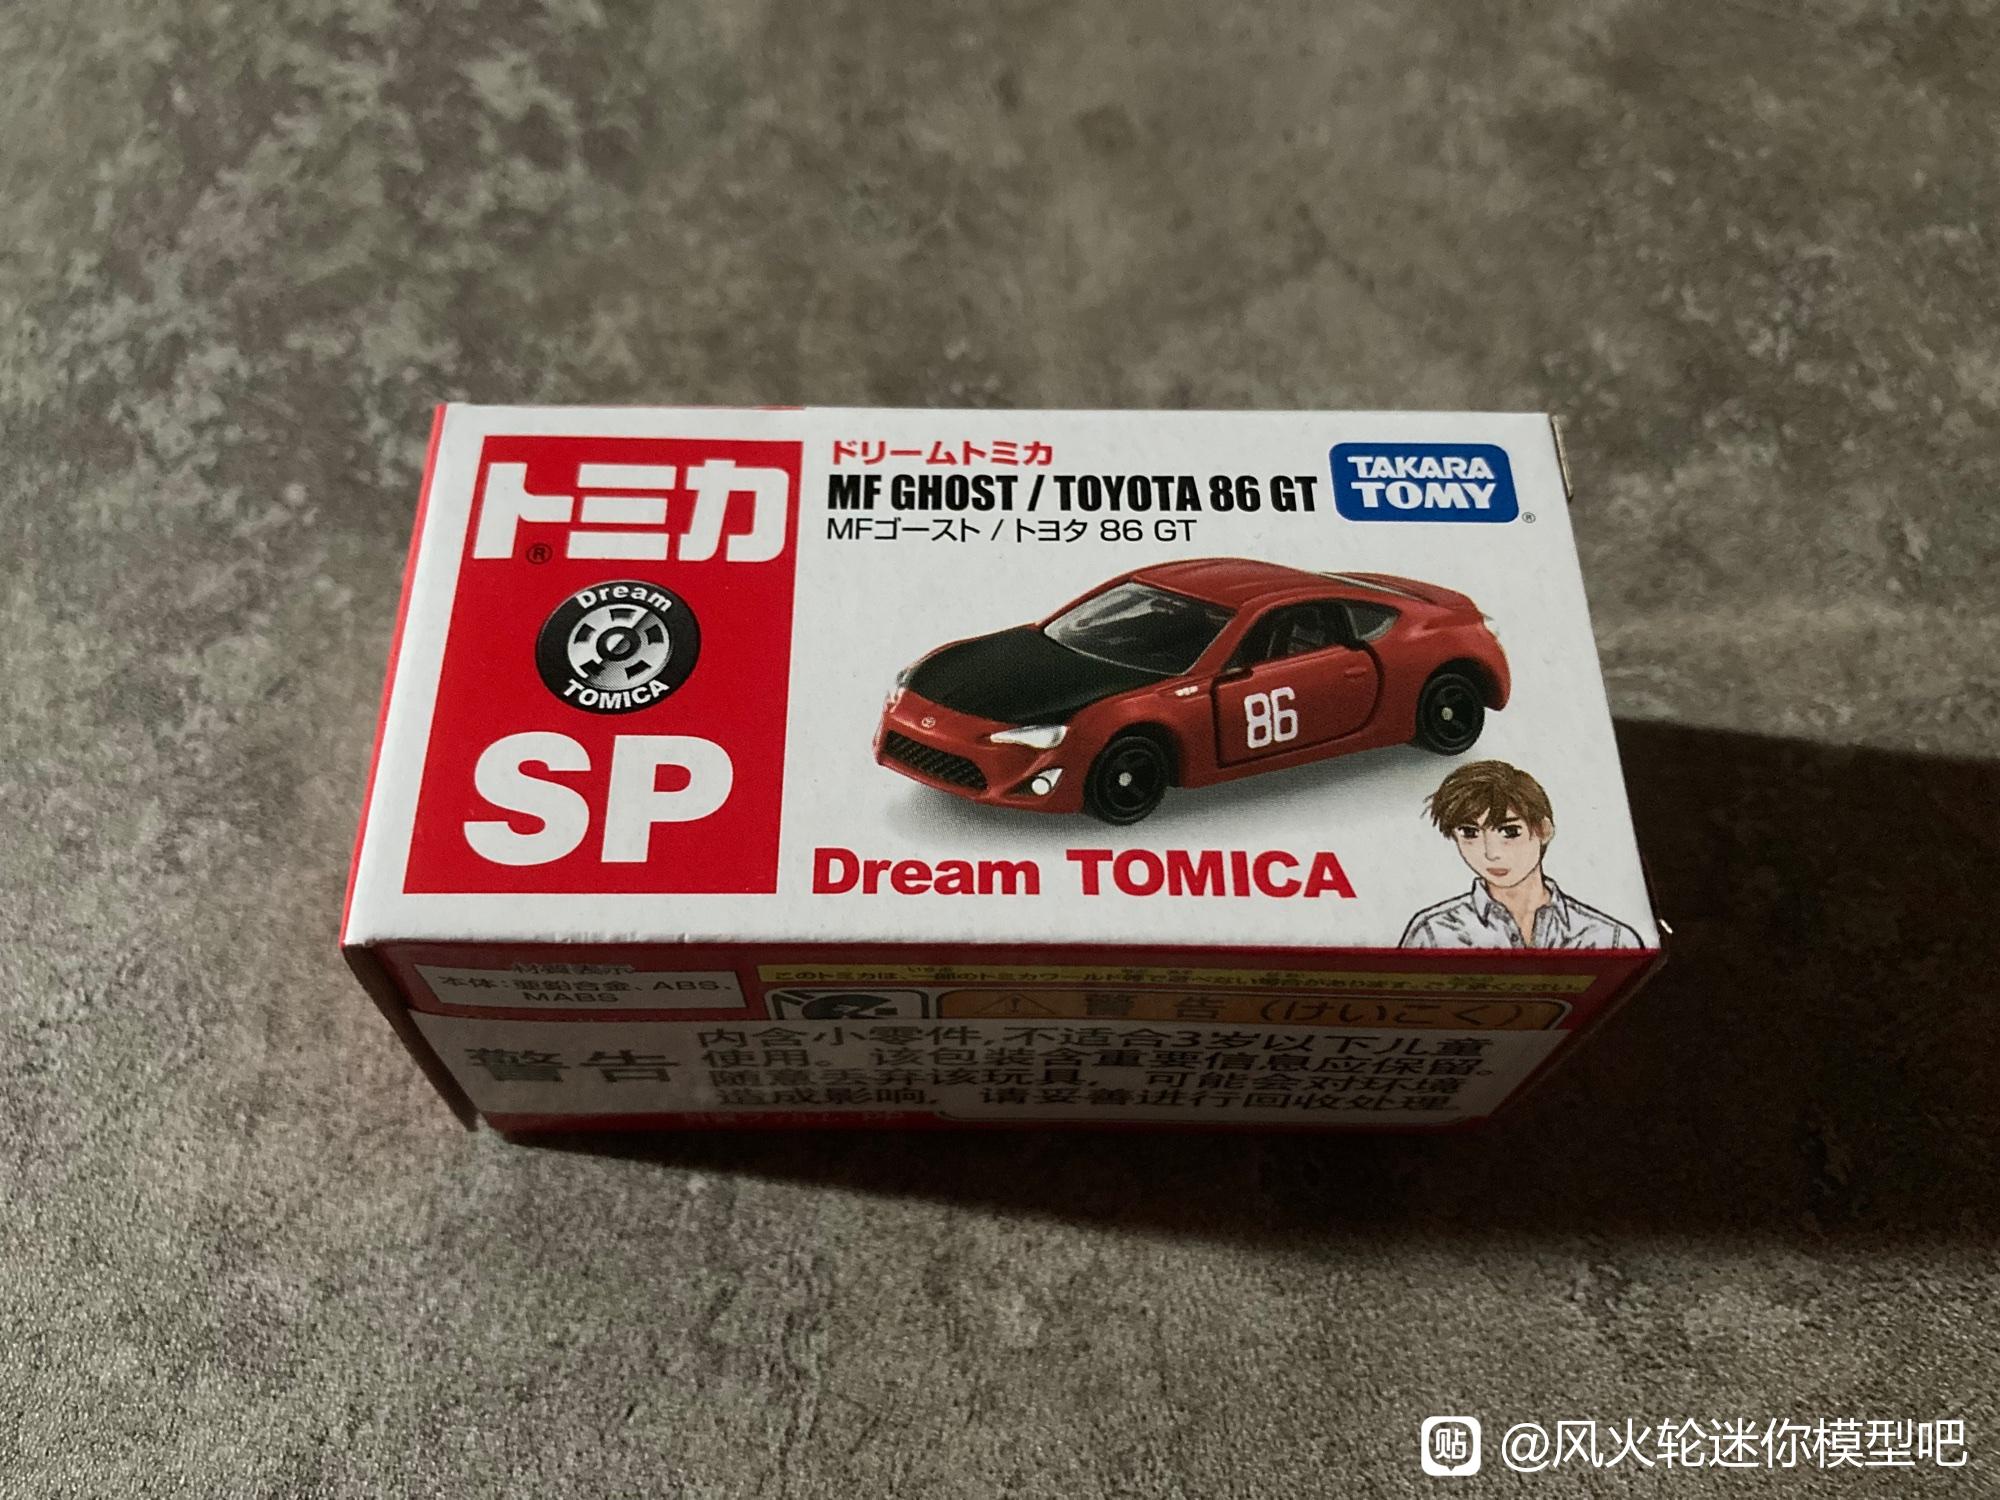 トミカ
®
Dream
TOMICA
SP
ドリームトミカ
MF GHOST / TOYOTA 86 GT
MFゴースト / トヨタ 86 GT
TAKARA
TOMY
®
86
Dream TOMICA
材質表示
本体:亜鉛合金、ABS、
MABS
警告(けいこく)
警告
内含小零件,不适合3岁以下儿童
使用。该包装含重要信息应保留。
随意丢弃该玩具,可能会对环境
造成影响,请妥善进行回收处理。
贴 @风火轮迷你模型吧